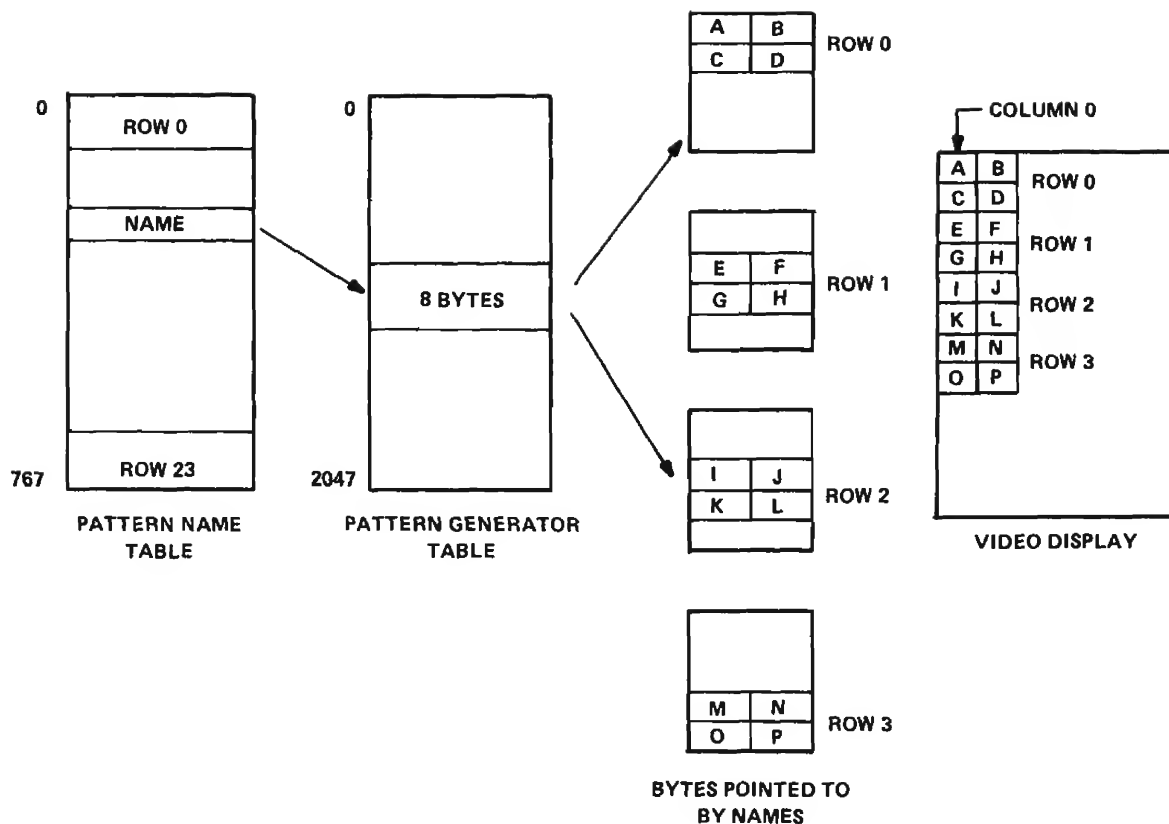 0
ROW 0
NAME
ROW 23
767
PATTERN NAME
TABLE
0
8 BYTES
2047
PATTERN GENERATOR
TABLE
A B
C D
ROW 0
E F
G H
ROW 1
I J
K L
ROW 2
M N
O P
ROW 3
BYTES POINTED TO
BY NAMES
COLUMN 0
A B
C D
ROW 0
E F
G H
ROW 1
I J
K L
ROW 2
M N
O P
ROW 3
VIDEO DISPLAY